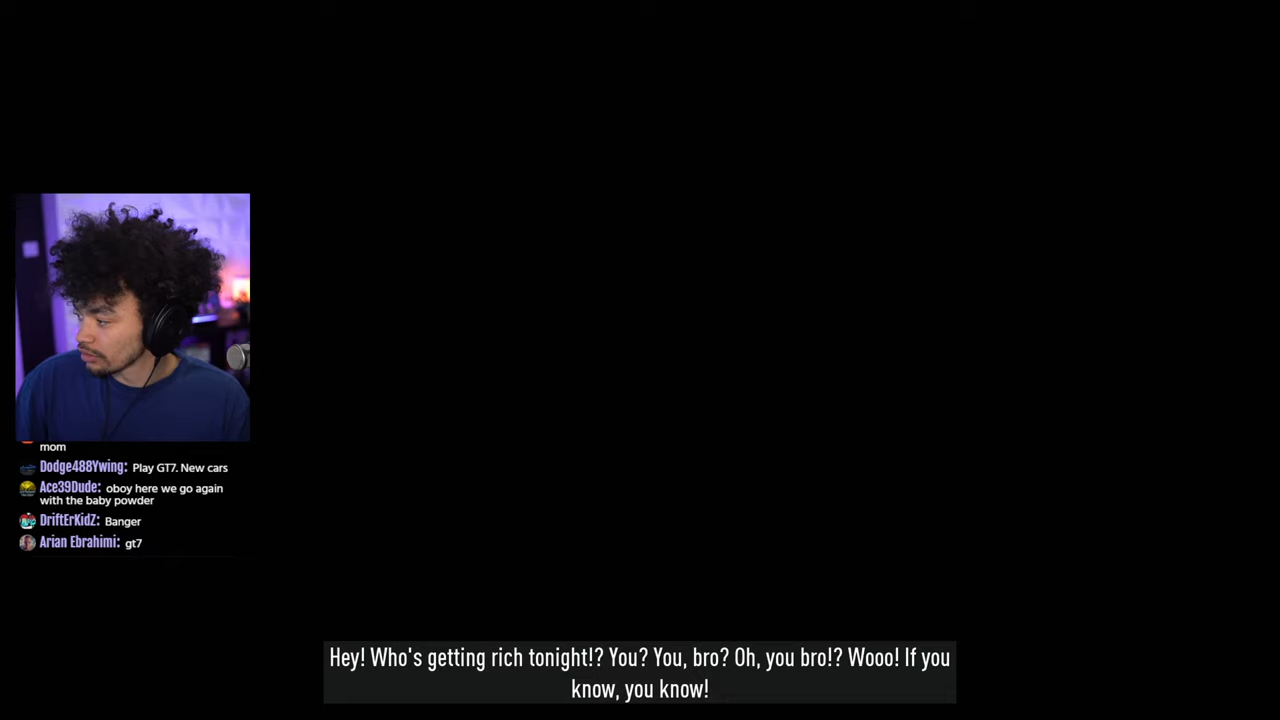 mom
Dodge488Ywing: Play GT7. New cars
Ace39Dude: oboy here we go again
with the baby powder
DriftErKidZ: Banger
Arian Ebrahimi: gt7
Hey! Who's getting rich tonight!? You? You, bro? Oh, you bro!? Wooo! If you
know, you know!